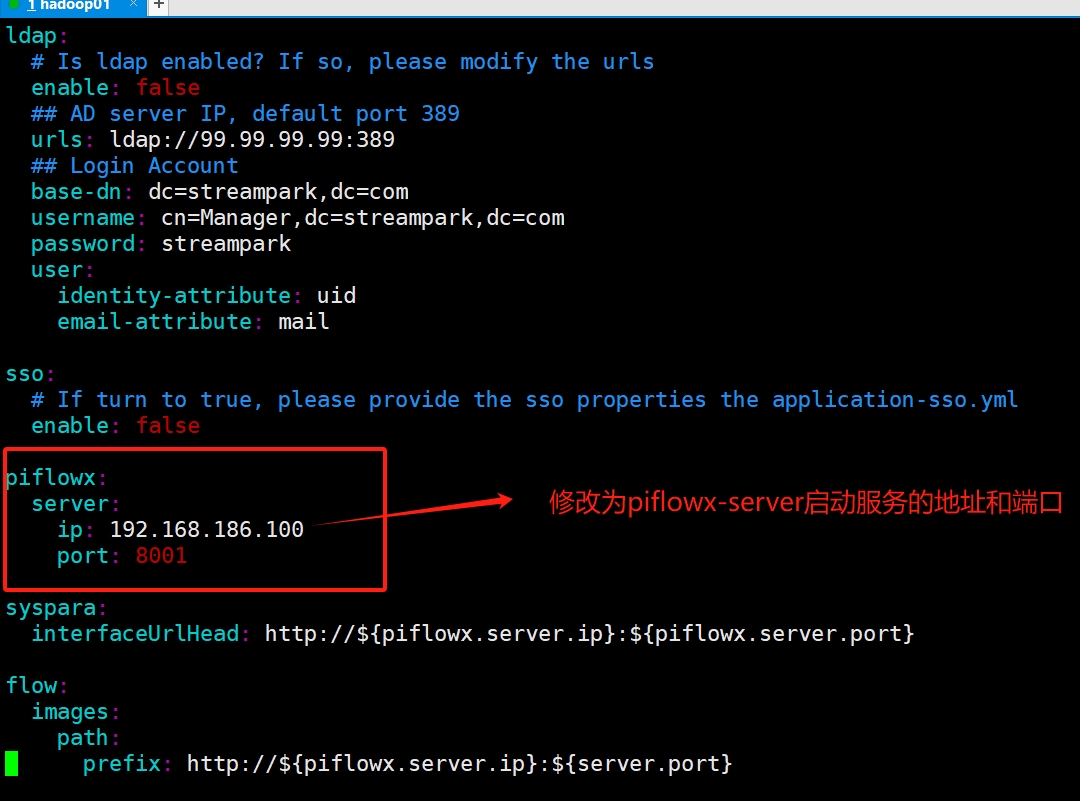 1 hadoop01 × +
ldap:
  # Is ldap enabled? If so, please modify the urls
  enable: false
  ## AD server IP, default port 389
  urls: ldap://99.99.99.99:389
  ## Login Account
  base-dn: dc=streampark,dc=com
  username: cn=Manager,dc=streampark,dc=com
  password: streampark
  user:
    identity-attribute: uid
    email-attribute: mail
sso:
  # If turn to true, please provide the sso properties the application-sso.yml
  enable: false
piflowx:
  server:
    ip: 192.168.186.100
    port: 8001
修改为piflowx-server启动服务的地址和端口
syspara:
  interfaceUrlHead: http://${piflowx.server.ip}:${piflowx.server.port}
flow:
  images:
    path:
      prefix: http://${piflowx.server.ip}:${server.port}